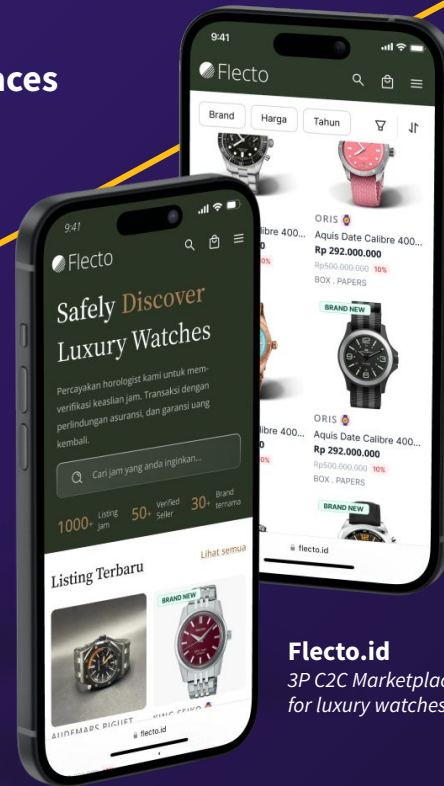 9:41
Flecto
Brand
Harga
Tahun
ORIS
Aquis Date Calibre 400...
Rp 292.000.000
Rp500.000.000 10%
BOX . PAPERS
BRAND NEW
ORIS
Aquis Date Calibre 400...
Rp 292.000.000
Rp500.000.000 10%
BOX . PAPERS
BRAND NEW
flecto.id
9:41
Flecto
Safely Discover
Luxury Watches
Percayakan horologist kami untuk mem-
verifikasi keaslian jam. Transaksi dengan
perlindungan asuransi, dan garansi uang
kembali.
Cari jam yang anda inginkan...
1000+ Listing jam
50+ Verified Seller
30+ Brand ternama
Listing Terbaru
Lihat semua
BRAND NEW
AUDEMARS PIGUET
KING SEIKO
flecto.id
Flecto.id
3P C2C
for luxury watches